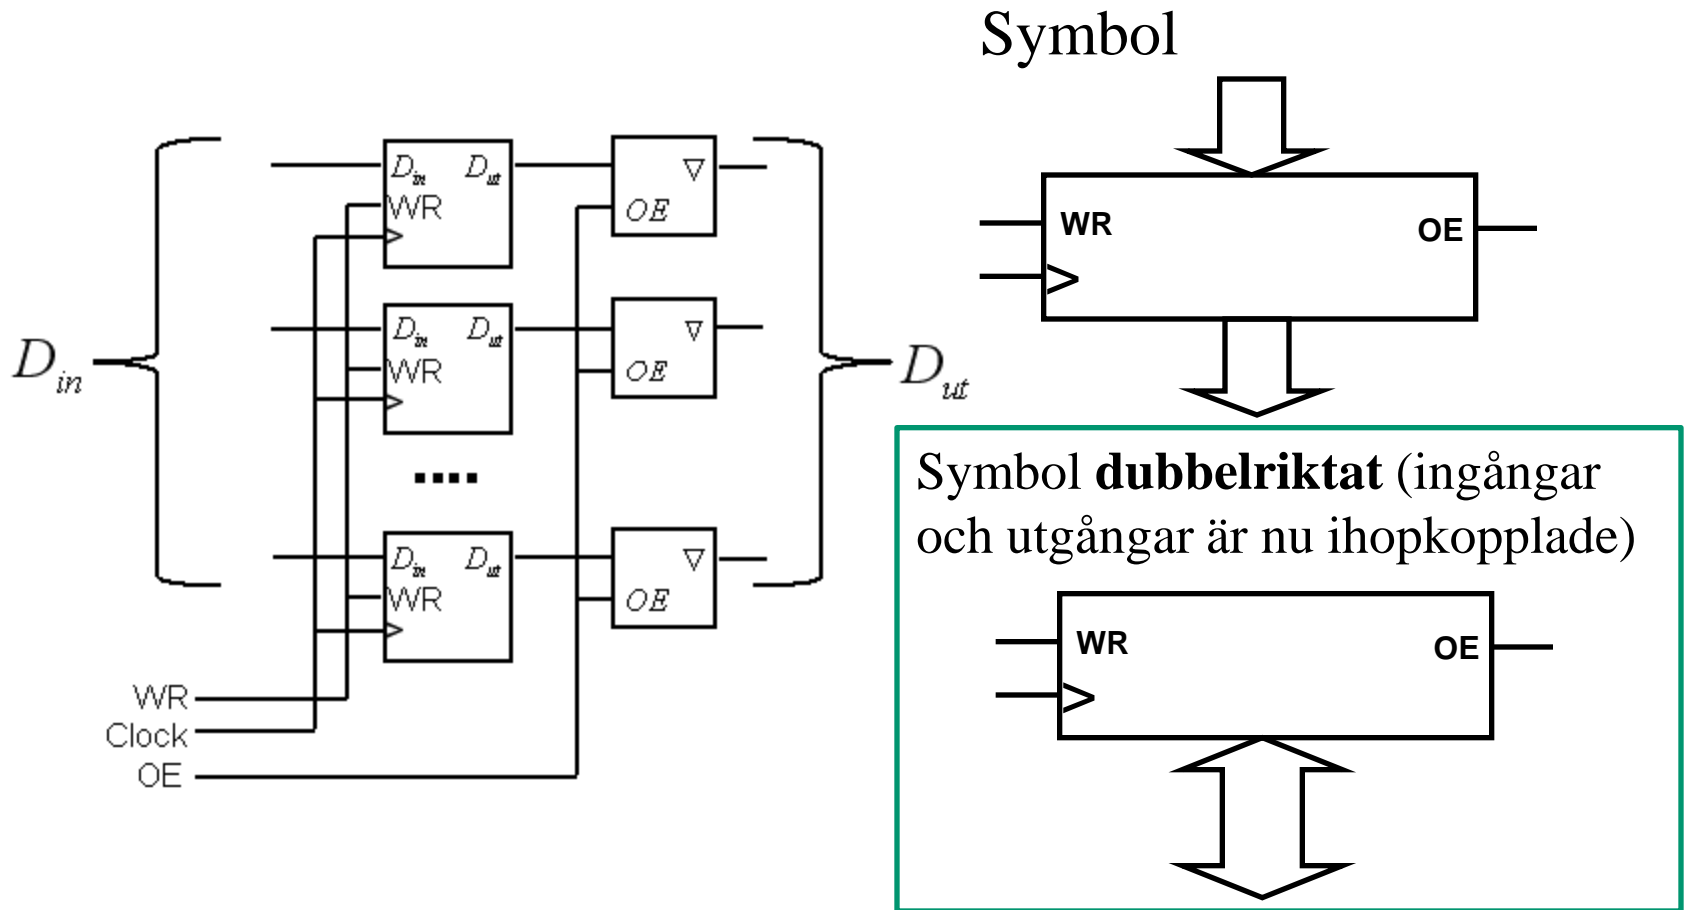 Symbol
D_in
D_in D_ut
WR
▽
OE
D_in D_ut
WR
▽
OE
....
D_in D_ut
WR
▽
OE
D_ut
WR
Clock
OE
WR OE
Symbol dubbelriktat (ingångar
och utgångar är nu ihopkopplade)
WR OE